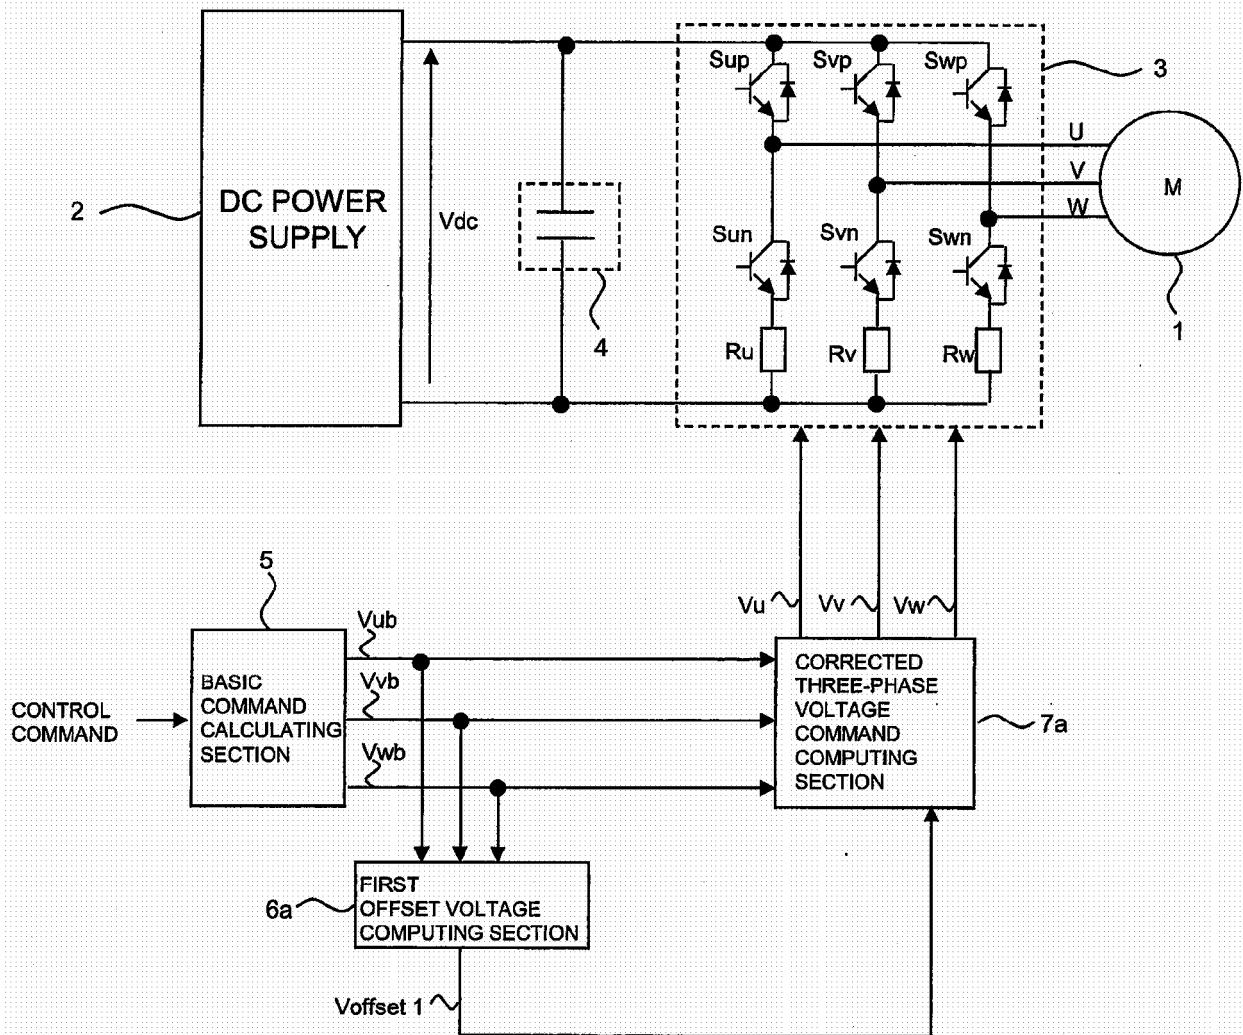 Sup
Svp
Swp
3
U
V
W
M
2
DC POWER
SUPPLY
Vdc
Sun
Svn
Swn
4
1
Ru
Rv
Rw
5
Vub
Vu
Vv
Vw
BASIC
COMMAND
CALCULATING
SECTION
Vvb
Vwb
CONTROL
COMMAND
CORRECTED
THREE-PHASE
VOLTAGE
COMMAND
COMPUTING
SECTION
7a
6a
FIRST
OFFSET VOLTAGE
COMPUTING SECTION
Voffset 1